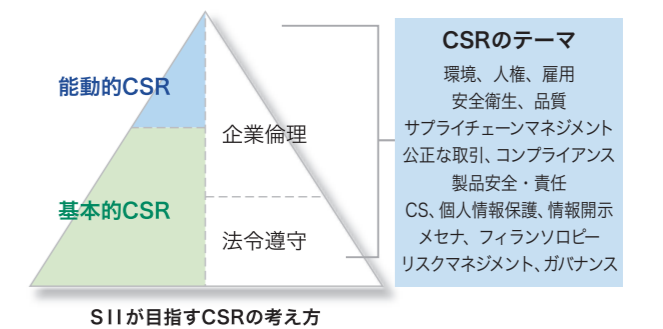 能動的CSR
基本的CSR
企業倫理
法令遵守
CSRのテーマ
環境、人権、雇用
安全衛生、品質
サプライチェーンマネジメント
公正な取引、コンプライアンス
製品安全・責任
CS、個人情報保護、情報開示
メセナ、フィランソロピー
リスクマネジメント、ガバナンス
SIIが目指すCSRの考え方